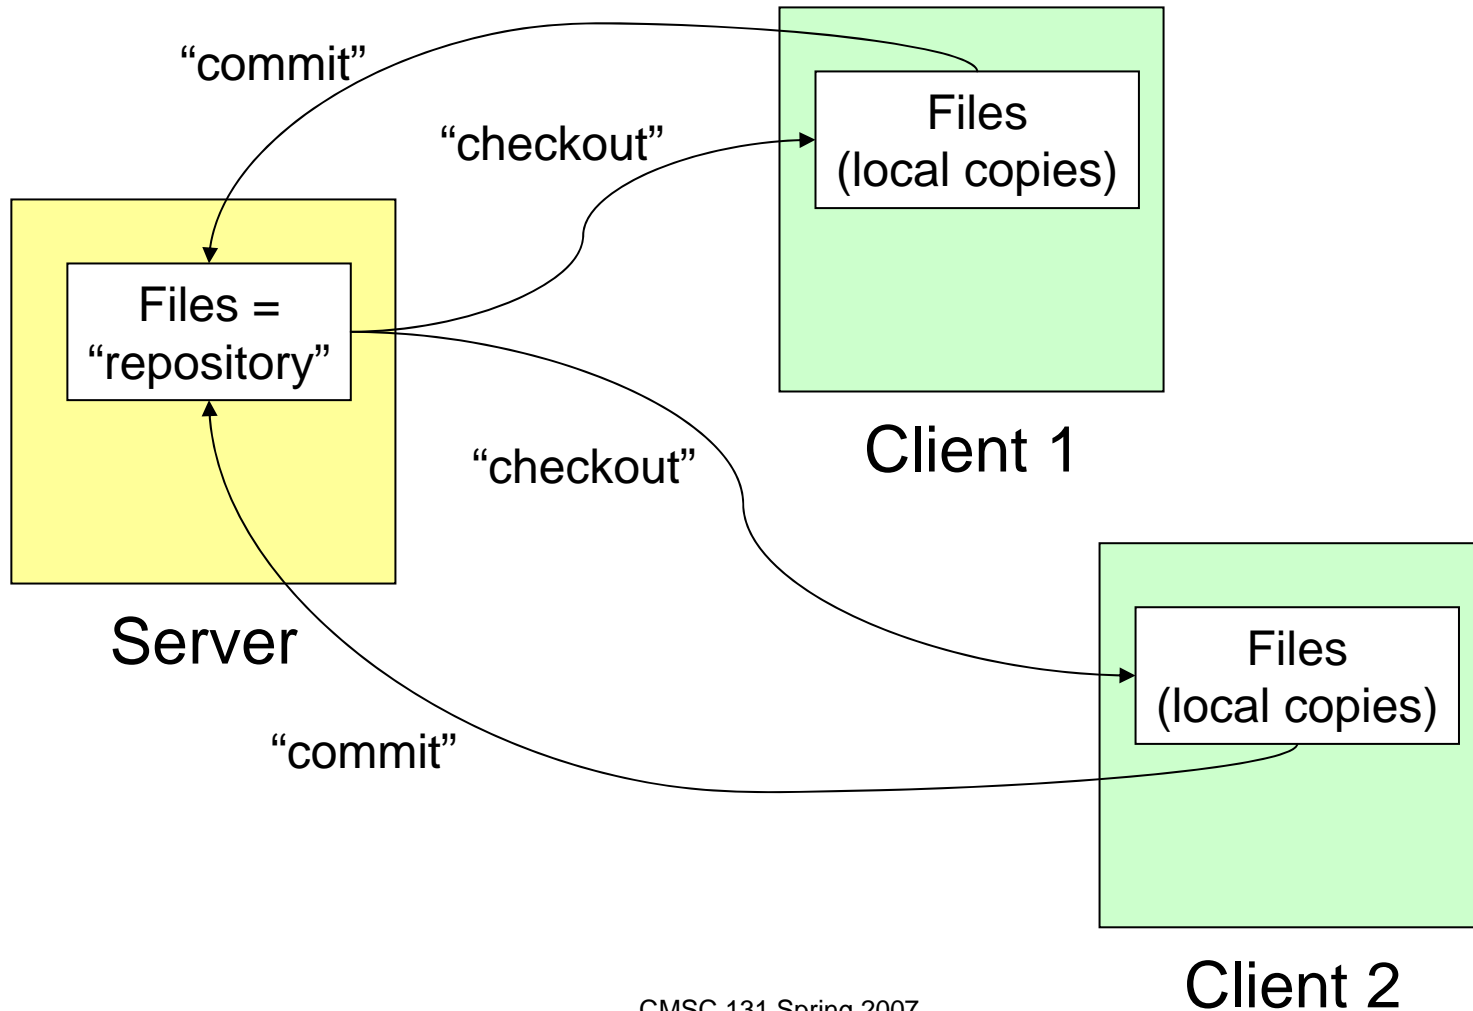 “commit”
“checkout”
Files
(local copies)
Files =
“repository”
Client 1
“checkout”
Server
Files
(local copies)
“commit”
Client 2
CMSC 131 Spring 2007